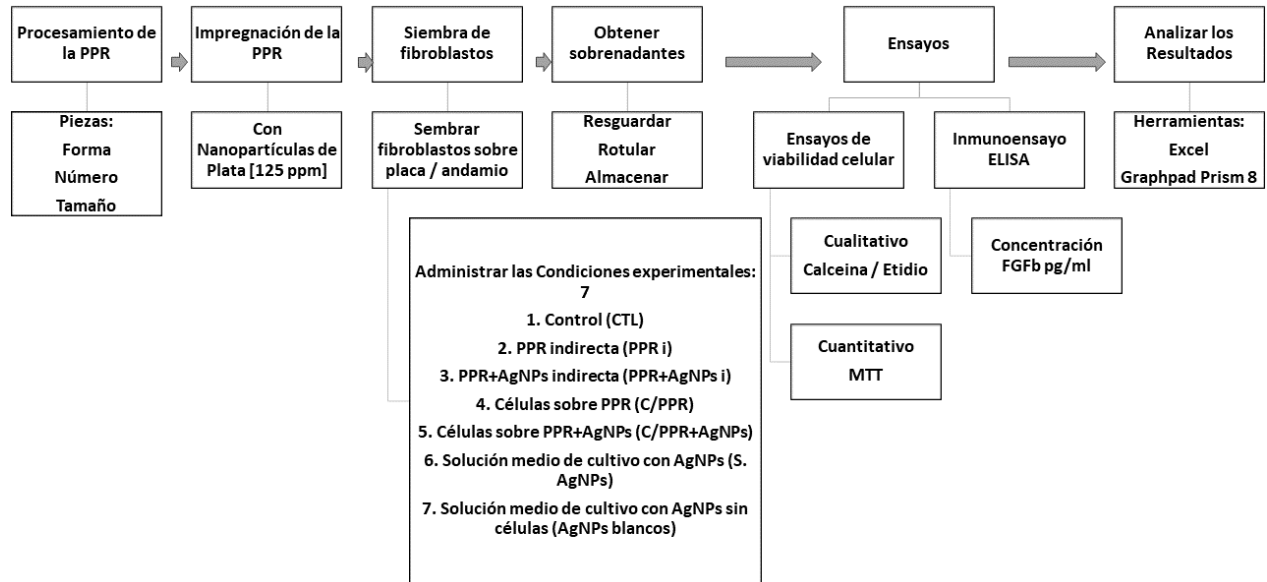 Procesamiento de
la PPR
Impregnación de la
PPR
Siembra de
fibroblastos
Obtener
sobrenadantes
Ensayos
Analizar los
Resultados
Piezas:
Forma
Número
Tamaño
Con
Nanopartículas de
Plata [125 ppm]
Sembrar
fibroblastos sobre
placa / andamio
Resguardar
Rotular
Almacenar
Ensayos de
viabilidad celular
Inmunoensayo
ELISA
Herramientas:
Excel
Graphpad Prism 8
Administrar las Condiciones experimentales:
7
1. Control (CTL)
2. PPR indirecta (PPR i)
3. PPR+AgNPs indirecta (PPR+AgNPs i)
4. Células sobre PPR (C/PPR)
5. Células sobre PPR+AgNPs (C/PPR+AgNPs)
6. Solución medio de cultivo con AgNPs (S.
AgNPs)
7. Solución medio de cultivo con AgNPs sin
células (AgNPs blancos)
Cualitativo
Calceina / Etidio
Concentración
FGFb pg/ml
Cuantitativo
MTT